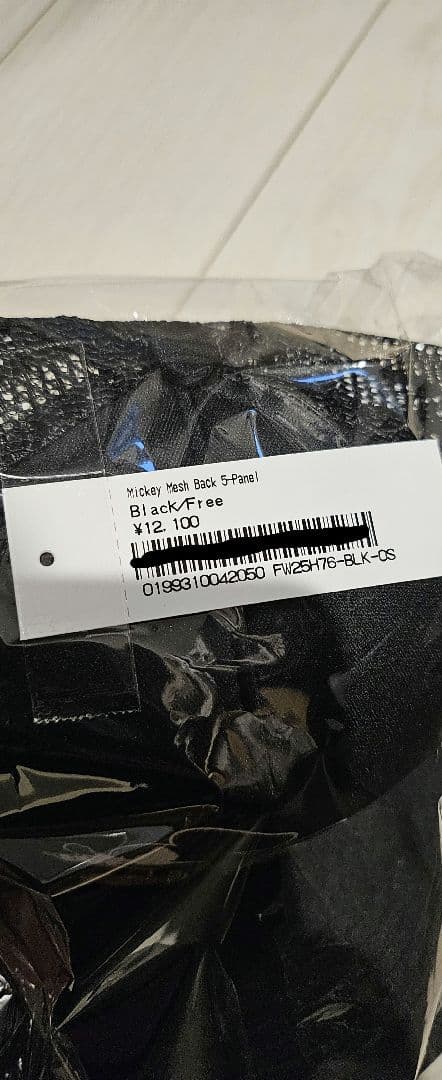 Mickey Mesh Back 5-Panel
Black/Free
¥12,100
0199310042050 FW25H76-BLK-OS